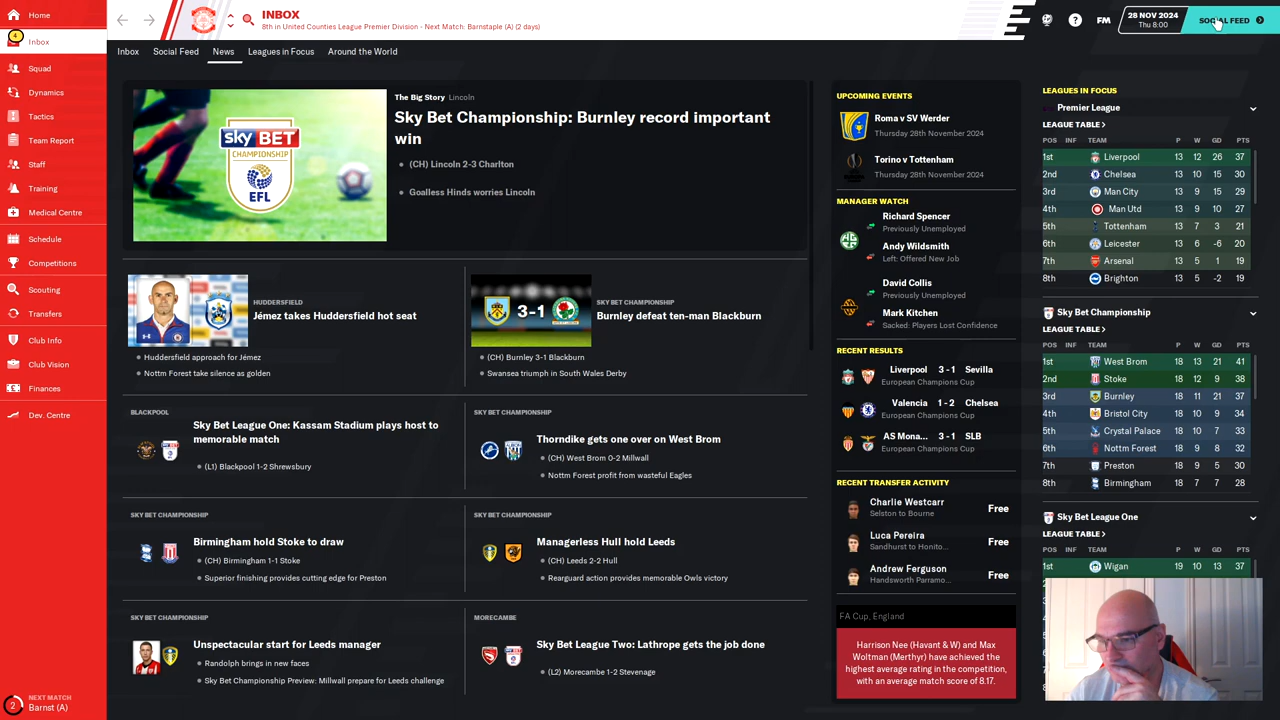 Home
4
Inbox
Squad
Dynamics
Tactics
Team Report
Staff
Training
Medical Centre
Schedule
Competitions
Scouting
Transfers
Club Info
Club Vision
Finances
Dev. Centre
2
NEXT MATCH
Barnst (A)
INBOX
8th in United Counties League Premier Division - Next Match: Barnstaple (A) (2 days)
?
FM
28 NOV 2024
Thu 8:00
SOCIAL FEED
Inbox Social Feed News Leagues in Focus Around the World
sky BET
CHAMPIONSHIP
EFL
The Big Story Lincoln
Sky Bet Championship: Burnley record important
win
(CH) Lincoln 2-3 Charlton
Goalless Hinds worries Lincoln
HUDDERSFIELD
Jémez takes Huddersfield hot seat
Huddersfield approach for Jémez
Nottm Forest take silence as golden
3-1
SKY BET CHAMPIONSHIP
Burnley defeat ten-man Blackburn
(CH) Burnley 3-1 Blackburn
Swansea triumph in South Wales Derby
BLACKPOOL
Sky Bet League One: Kassam Stadium plays host to
memorable match
(L1) Blackpool 1-2 Shrewsbury
SKY BET CHAMPIONSHIP
Thorndike gets one over on West Brom
(CH) West Brom 0-2 Millwall
Nottm Forest profit from wasteful Eagles
SKY BET CHAMPIONSHIP
Birmingham hold Stoke to draw
(CH) Birmingham 1-1 Stoke
Superior finishing provides cutting edge for Preston
SKY BET CHAMPIONSHIP
Managerless Hull hold Leeds
(CH) Leeds 2-2 Hull
Rearguard action provides memorable Owls victory
SKY BET CHAMPIONSHIP
Unspectacular start for Leeds manager
Randolph brings in new faces
Sky Bet Championship Preview: Millwall prepare for Leeds challenge
MORECAMBE
Sky Bet League Two: Lathrope gets the job done
(L2) Morecambe 1-2 Stevenage
UPCOMING EVENTS
Roma v SV Werder
Thursday 28th November 2024
Torino v Tottenham
Thursday 28th November 2024
MANAGER WATCH
Richard Spencer
Previously Unemployed
Andy Wildsmith
Left: Offered New Job
David Collis
Previously Unemployed
Mark Kitchen
Sacked: Players Lost Confidence
RECENT RESULTS
Liverpool 3 - 1 Sevilla
European Champions Cup
Valencia 1 - 2 Chelsea
European Champions Cup
AS Mona... 3 - 1 SLB
European Champions Cup
RECENT TRANSFER ACTIVITY
Charlie Westcarr
Selston to Bourne
Free
Luca Pereira
Sandhurst to Honito...
Free
Andrew Ferguson
Handsworth Parramo...
Free
FA Cup, England
Harrison Nee (Havant & W) and Max
Woltman (Merthyr) have achieved the
highest average rating in the competition,
with an average match score of 8.17.
LEAGUES IN FOCUS
Premier League
LEAGUE TABLE
POS INF TEAM P W GD PTS
1st Liverpool 13 12 26 37
2nd Chelsea 13 10 15 30
3rd Man City 13 9 15 29
4th Man Utd 13 9 10 27
5th Tottenham 13 7 3 21
6th Leicester 13 6 -6 20
7th Arsenal 13 5 1 19
8th Brighton 13 5 -2 19
Sky Bet Championship
LEAGUE TABLE
POS INF TEAM P W GD PTS
1st West Brom 18 13 21 41
2nd Stoke 18 12 9 38
3rd Burnley 18 11 21 37
4th Bristol City 18 10 9 34
5th Crystal Palace 18 10 7 33
6th Nottm Forest 18 9 8 32
7th Preston 18 9 5 30
8th Birmingham 18 7 7 28
Sky Bet League One
LEAGUE TABLE
POS INF TEAM P W GD PTS
1st Wigan 19 10 13 37